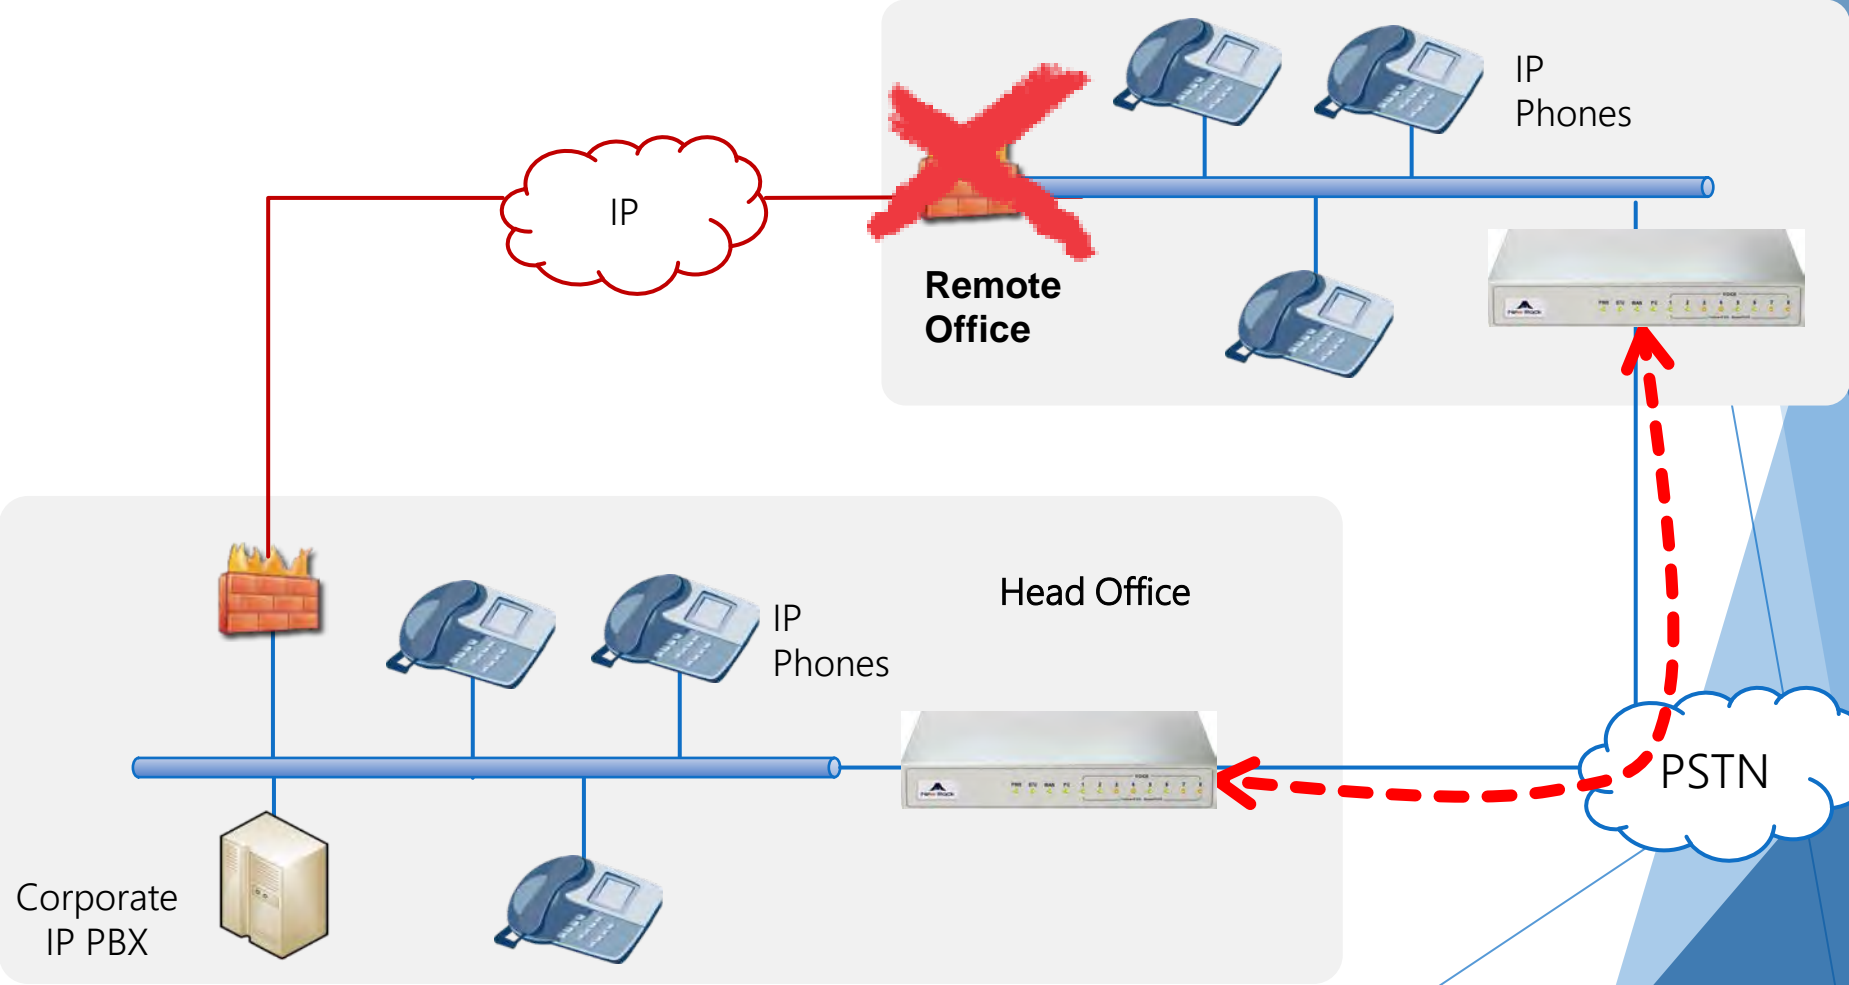 IP
Phones
IP
Remote
Office
Head Office
IP
Phones
PSTN
Corporate
IP PBX